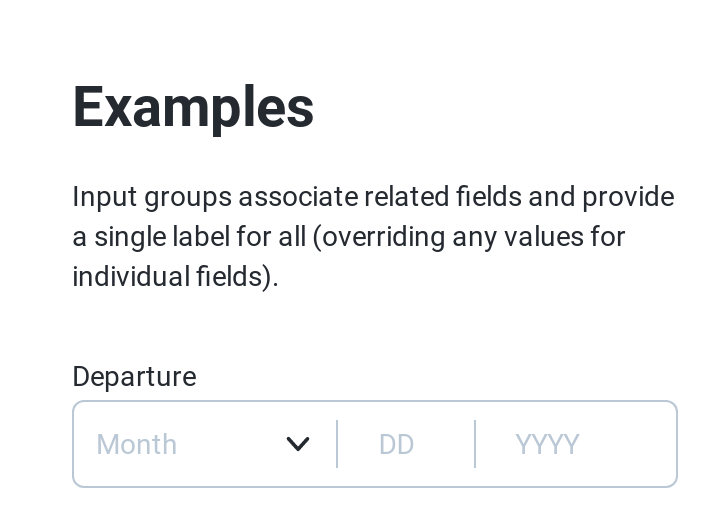 Examples
Input groups associate related fields and provide
a single label for all (overriding any values for
individual fields).
Departure
Month DD YYYY